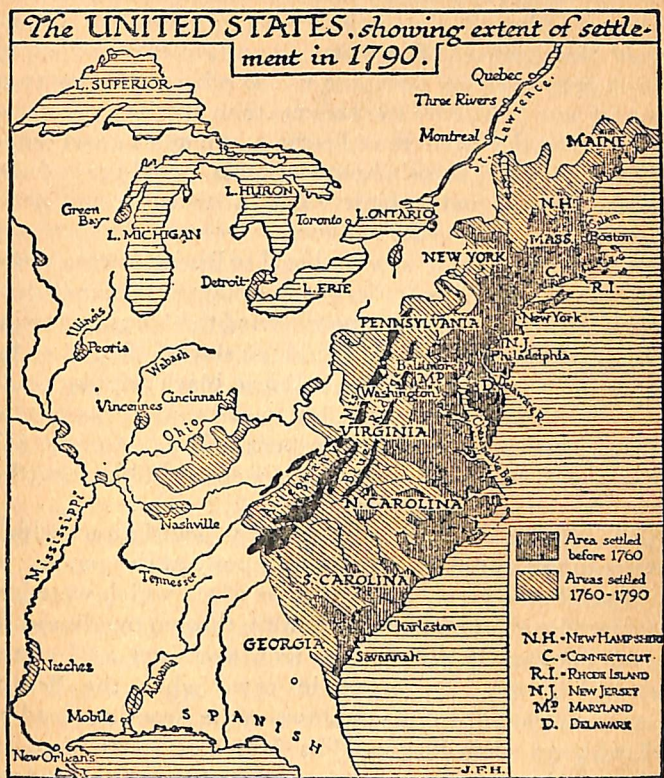 The UNITED STATES, showing extent of settle-
ment in 1790.
Quebec
Three Rivers
Montreal
St. Lawrence
L. SUPERIOR
MAINE
L. HURON
Green
Bay
L. MICHIGAN
Toronto
L. ONTARIO
N.H.
Salem
MASS.
Boston
NEW YORK
Detroit
L. ERIE
C.
R.I.
New York
PENNSYLVANIA
N.J.
Philadelphia
Illinois
Peoria
Wabash
Baltimore
MD
D.
Delaware R.
Washington
Cincinnati
Vincennes
Ohio
VIRGINIA
Chesapeake Bay
N. CAROLINA
Nashville
Mississippi
Tennessee
S. CAROLINA
Charleston
GEORGIA
Savannah
Natchez
Alabama
Mobile
SPANISH
New Orleans
Area settled
before 1760
Areas settled
1760-1790
N.H.-NEW HAMPSHIRE
C.-CONNECTICUT
R.I.-RHODE ISLAND
N.J. NEW JERSEY
MD MARYLAND
D. DELAWARE
J.F.H.